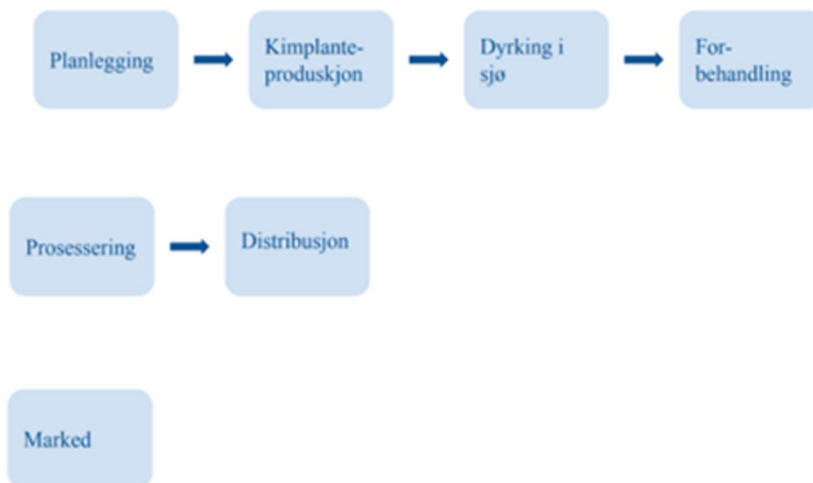 Planlegging
Kimplante-
produskjon
Dyrking i
sjø
For-
behandling
Prosessering
Distribusjon
Marked